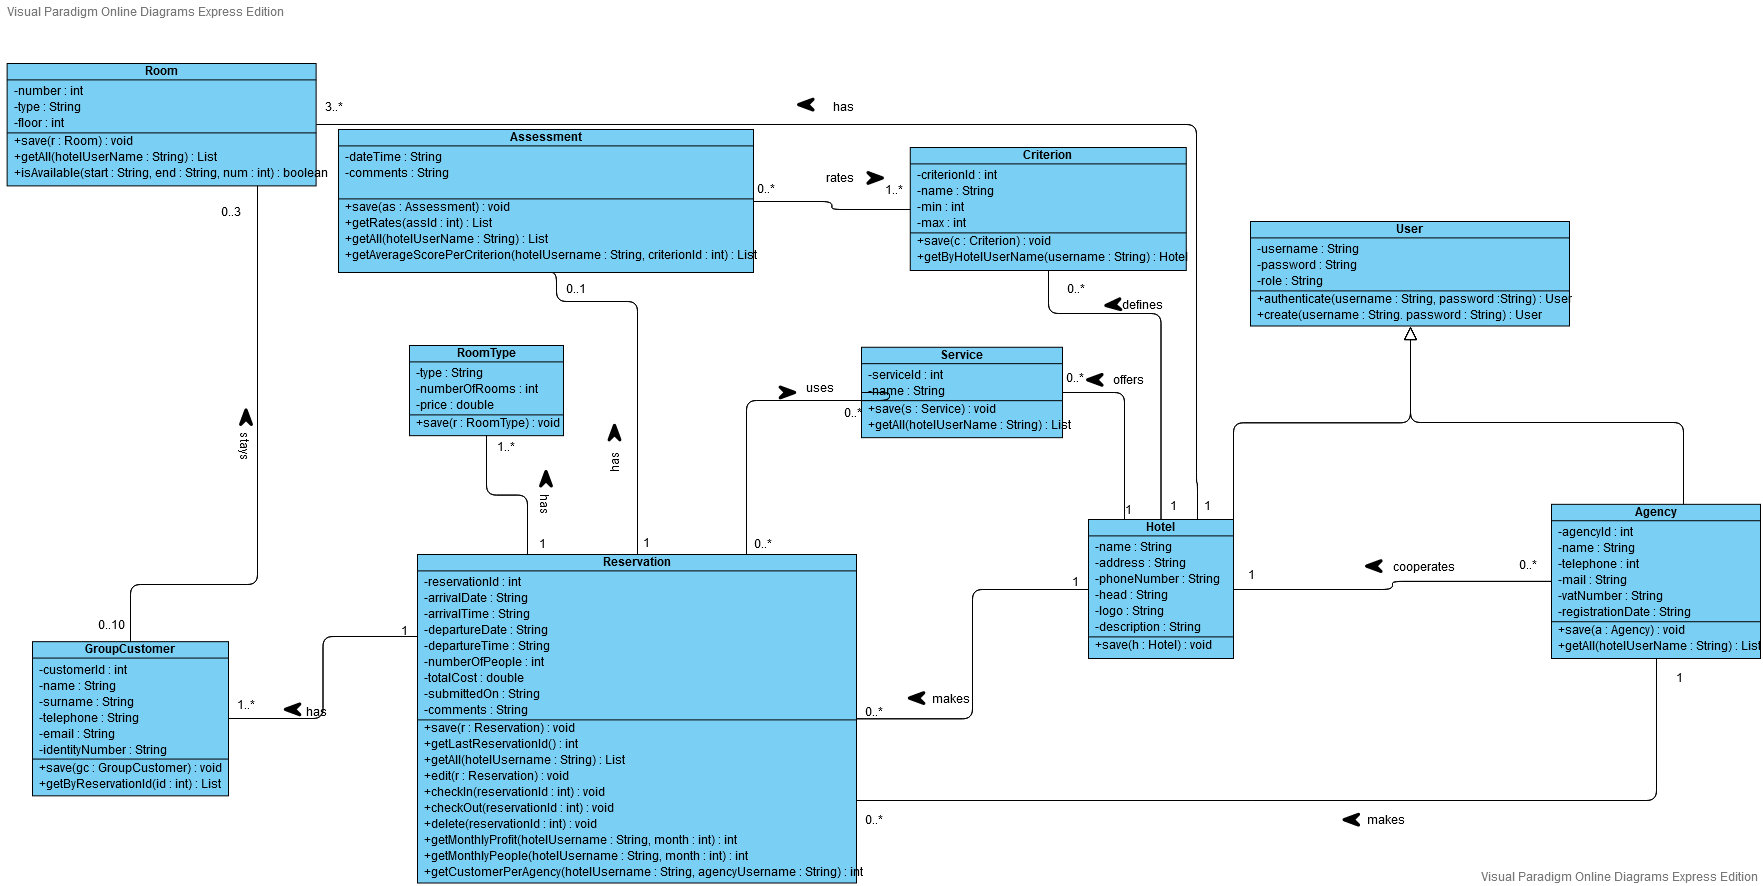 Visual Paradigm Online Diagrams Express Edition
Room
-number : int
-type : String
-floor : int
+save(r : Room) : void
+getAll(hotelUserName : String) : List
+isAvailable(start : String, end : String, num : int) : boolean
3..*
has
0..3
Assessment
-dateTime : String
-comments : String
+save(as : Assessment) : void
+getRates(assId : int) : List
+getAll(hotelUserName : String) : List
+getAverageScorePerCriterion(hotelUsername : String, criterionId : int) : List
0..*
rates
1..*
0..1
Criterion
-criterionId : int
-name : String
-min : int
-max : int
+save(c : Criterion) : void
+getByHotelUserName(username : String) : Hotel
0..*
defines
User
-username : String
-password : String
-role : String
+authenticate(username : String, password :String) : User
+create(username : String. password : String) : User
RoomType
-type : String
-numberOfRooms : int
-price : double
+save(r : RoomType) : void
1..*
has
1
has
1
stays
uses
0..*
0..*
Service
-serviceId : int
-name : String
+save(s : Service) : void
+getAll(hotelUserName : String) : List
0..*
offers
1
1
1
Hotel
-name : String
-address : String
-phoneNumber : String
-head : String
-logo : String
-description : String
+save(h : Hotel) : void
1
1
cooperates
0..*
Agency
-agencyId : int
-name : String
-telephone : int
-mail : String
-vatNumber : String
-registrationDate : String
+save(a : Agency) : void
+getAll(hotelUserName : String) : List
1
Reservation
-reservationId : int
-arrivalDate : String
-arrivalTime : String
-departureDate : String
-departureTime : String
-numberOfPeople : int
-totalCost : double
-submittedOn : String
-comments : String
+save(r : Reservation) : void
+getLastReservationId() : int
+getAll(hotelUsername : String) : List
+edit(r : Reservation) : void
+checkIn(reservationId : int) : void
+checkOut(reservationId : int) : void
+delete(reservationId : int) : void
+getMonthlyProfit(hotelUsername : String, month : int) : int
+getMonthlyPeople(hotelUsername : String, month : int) : int
+getCustomerPerAgency(hotelUsername : String, agencyUsername : String) : int
0..*
makes
0..*
makes
0..10
GroupCustomer
-customerId : int
-name : String
-surname : String
-telephone : String
-email : String
-identityNumber : String
+save(gc : GroupCustomer) : void
+getByReservationId(id : int) : List
1..*
has
1
Visual Paradigm Online Diagrams Express Edition